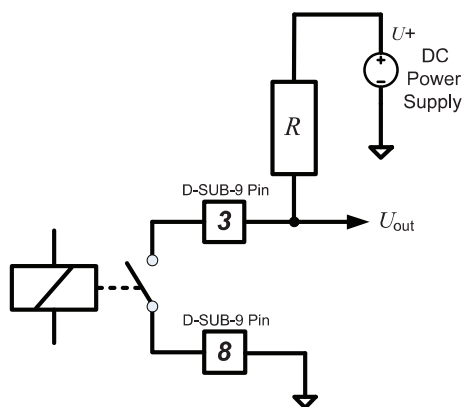 U+
DC
Power
Supply
R
D-SUB-9 Pin
3
Uout
D-SUB-9 Pin
8